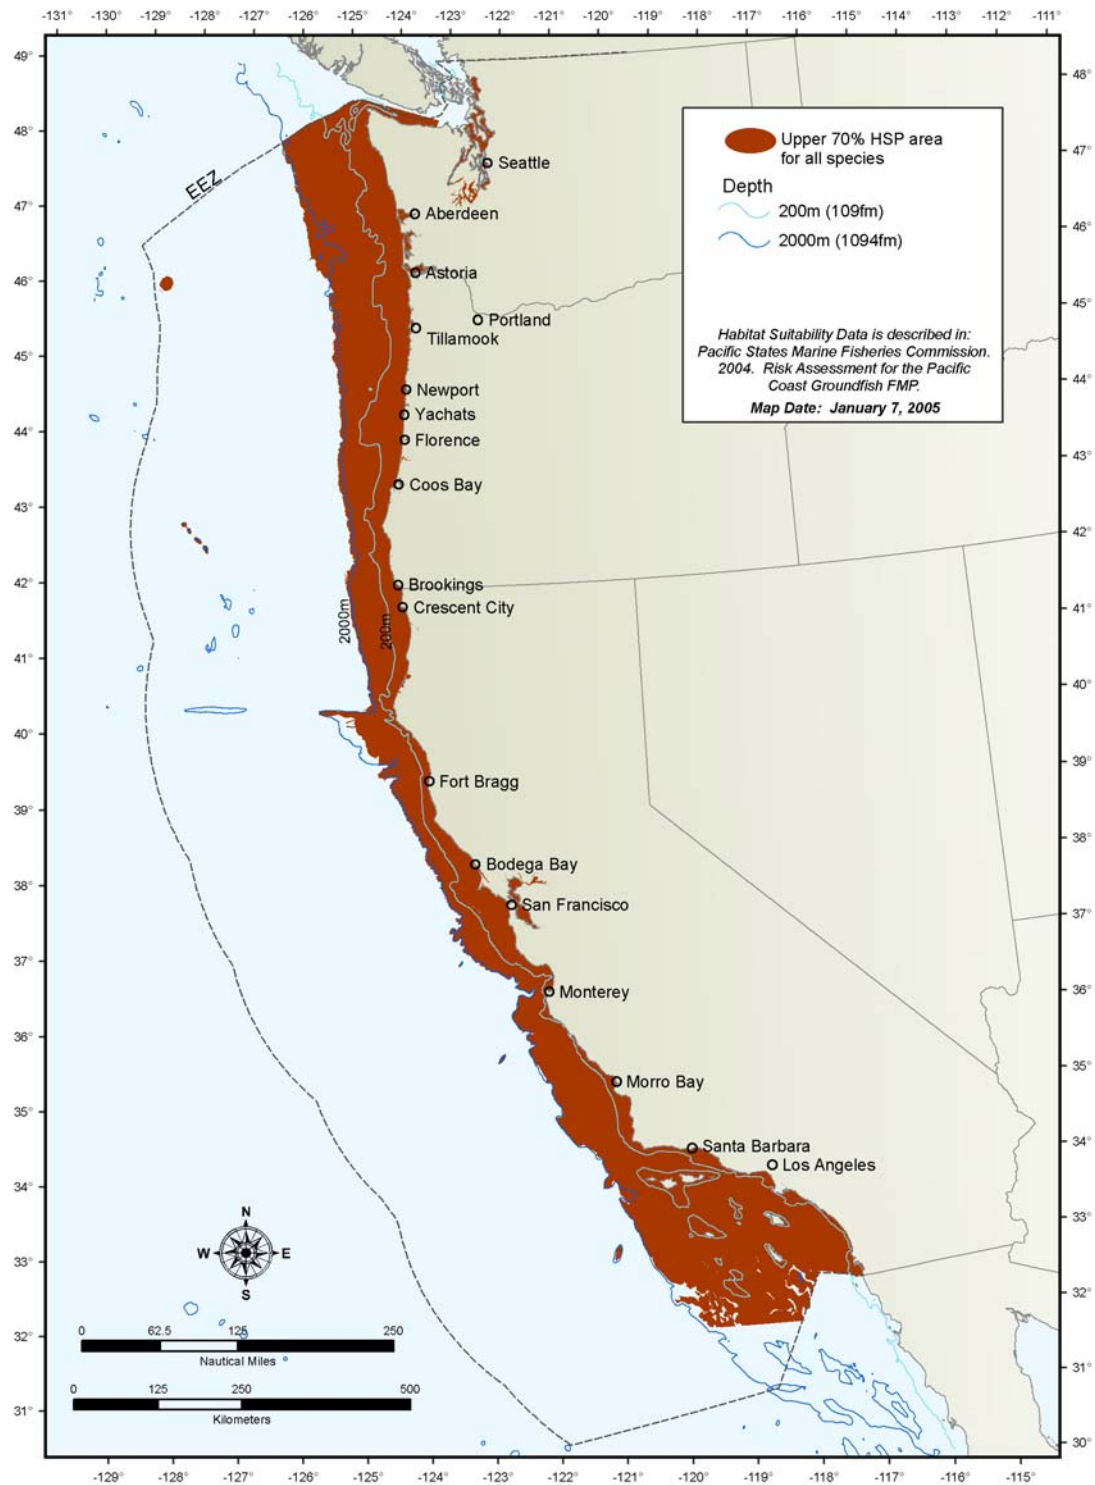 -131° -130° -129° -128° -127° -126° -125° -124° -123° -122° -121° -120° -119° -118° -117° -116° -115° -114° -113° -112° -111°
49°
48°
48°
Upper 70% HSP area
for all species
47°
Seattle
Depth
EEZ
200m (109fm)
47°
Aberdeen
46°
2000m (1094fm)
46°
Astoria
45°
Portland
Tillamook
Habitat Suitability Data is described in:
Pacific States Marine Fisheries Commission.
2004. Risk Assessment for the Pacific
Coast Groundfish FMP.
Map Date: January 7, 2005
45°
44°
Newport
Yachats
44°
Florence
43°
Coos Bay
43°
42°
42°
Brookings
Crescent City
41°
2000m
200m
41°
40°
40°
39°
Fort Bragg
39°
38°
Bodega Bay
38°
San Francisco
37°
37°
36°
Monterey
36°
35°
Morro Bay
35°
34°
Santa Barbara
Los Angeles
34°
33°
N
W E
S
33°
32°
32°
0 62.5 125 250
Nautical Miles
31°
0 125 250 500
Kilometers
31°
30°
-129° -128° -127° -126° -125° -124° -123° -122° -121° -120° -119° -118° -117° -116° -115°